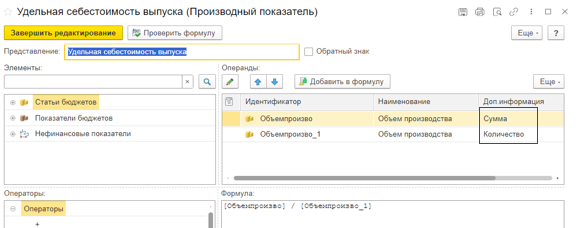 Удельная себестоимость выпуска (Производный показатель)
Завершить редактирование
Проверить формулу
Еще
?
Представление:
Удельная себестоимость выпуска
Обратный знак
Элементы:
Операнды:
Добавить в формулу
Еще
Статьи бюджетов
Показатели бюджетов
Нефинансовые показатели
Идентификатор Наименование Доп.информация
Объемпроизво Объем производства Сумма
Объемпроизво_1 Объем производства Количество
Операторы:
Операторы
+
Формула:
[Объемпроизво] / [Объемпроизво_1]